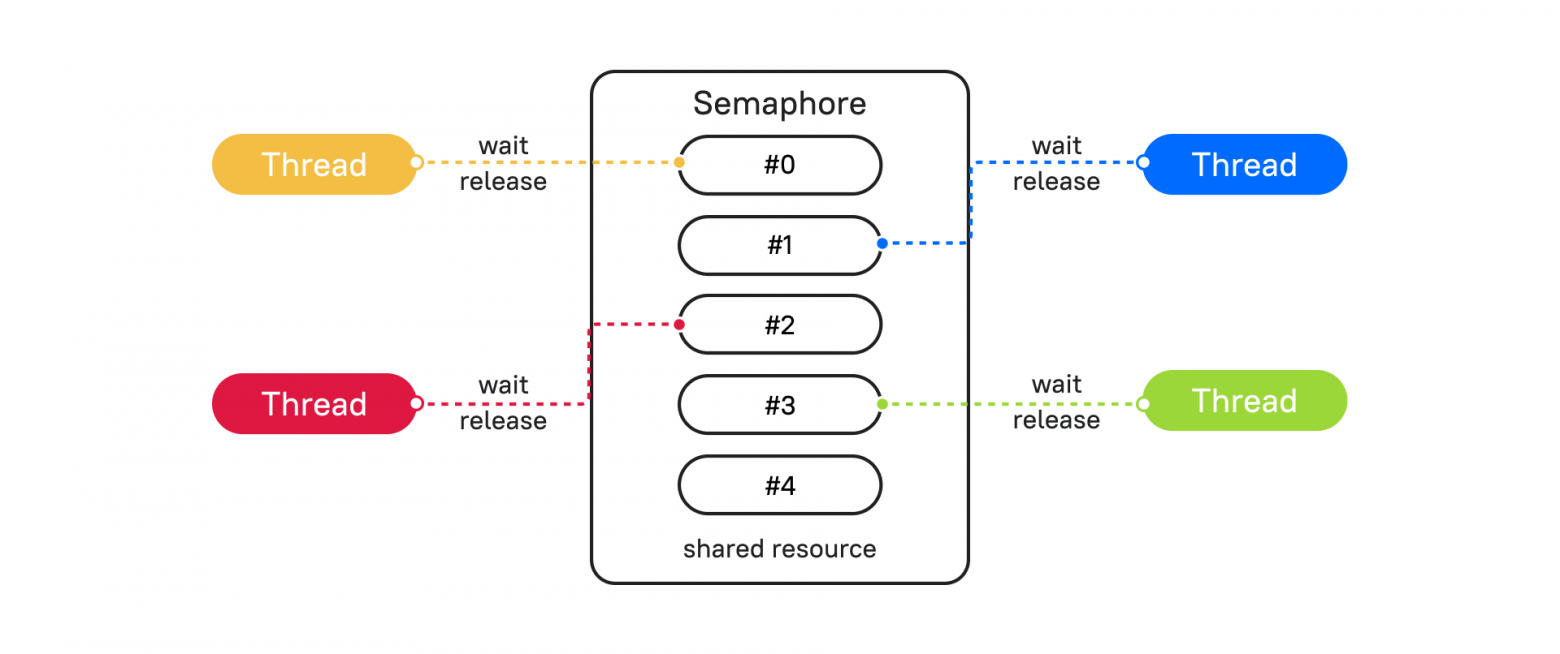 Semaphore
Thread
wait
release
#0
wait
release
Thread
#1
#2
Thread
wait
release
#3
wait
release
Thread
#4
shared resource